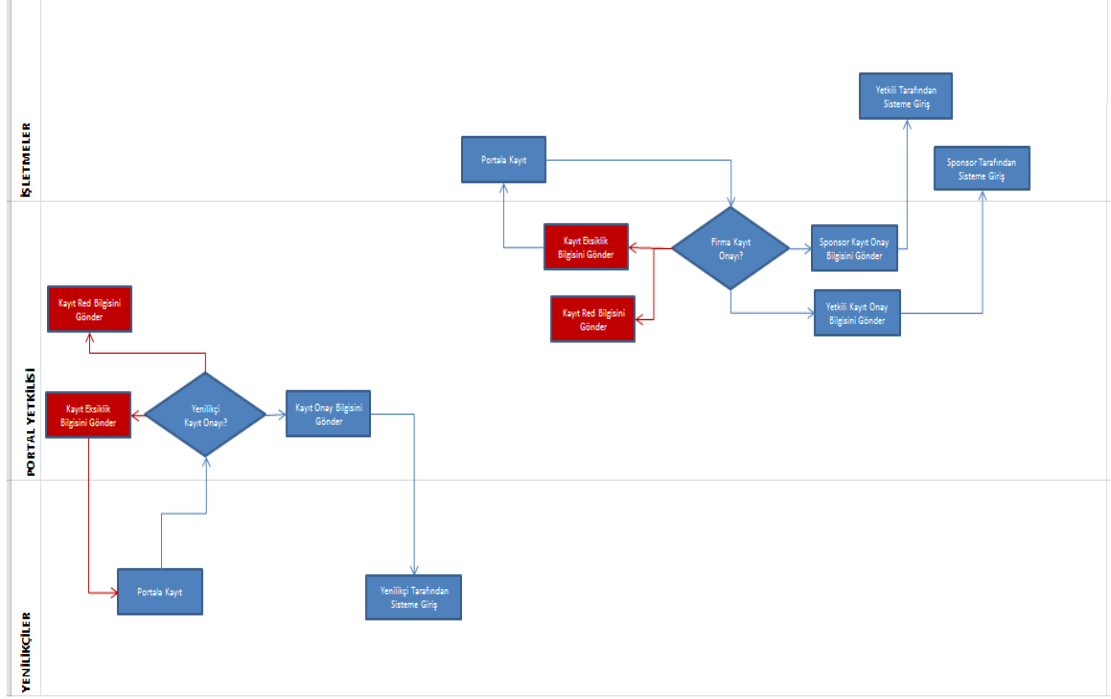 İŞLETMELER
Yetkili Tarafından
Sisteme Giriş
Portala Kayıt
Sponsor Tarafından
Sisteme Giriş
PORTAL YETKİLİSİ
Kayıt Eksiklik
Bilgisini Gönder
Firma Kayıt
Onayı?
Sponsor Kayıt Onay
Bilgisini Gönder
Kayıt Red Bilgisini
Gönder
Yetkili Kayıt Onay
Bilgisini Gönder
Kayıt Red Bilgisini
Gönder
Kayıt Eksiklik
Bilgisini Gönder
Yenilikçi
Kayıt Onayı?
Kayıt Onay Bilgisini
Gönder
YENİLİKÇİLER
Portala Kayıt
Yenilikçi Tarafından
Sisteme Giriş